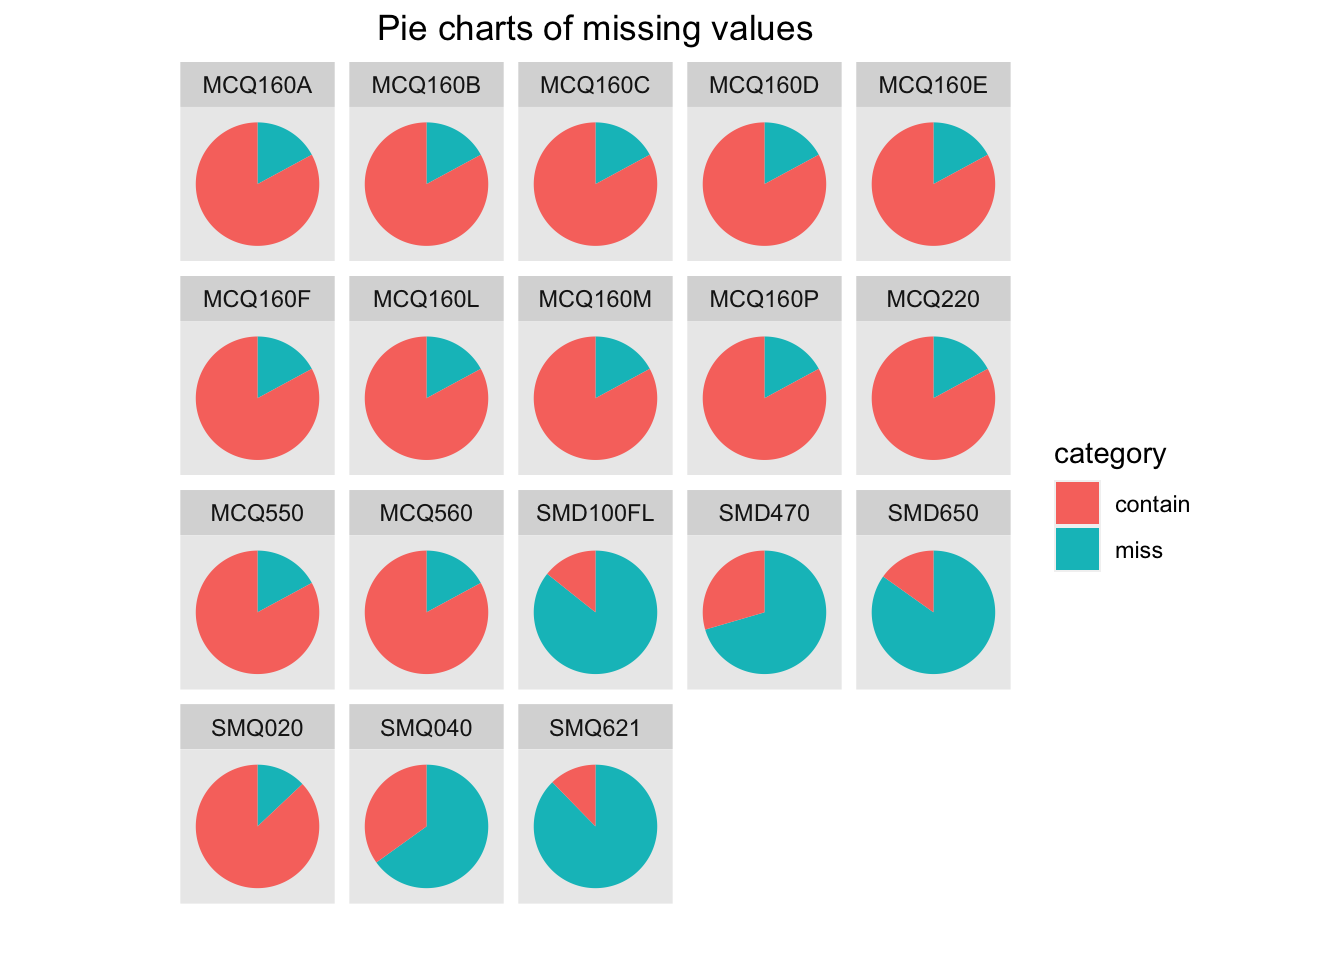 Pie charts of missing values
MCQ160A MCQ160B MCQ160C MCQ160D MCQ160E
MCQ160F MCQ160L MCQ160M MCQ160P MCQ220
MCQ550 MCQ560 SMD100FL SMD470 SMD650
SMQ020 SMQ040 SMQ621
category
contain
miss